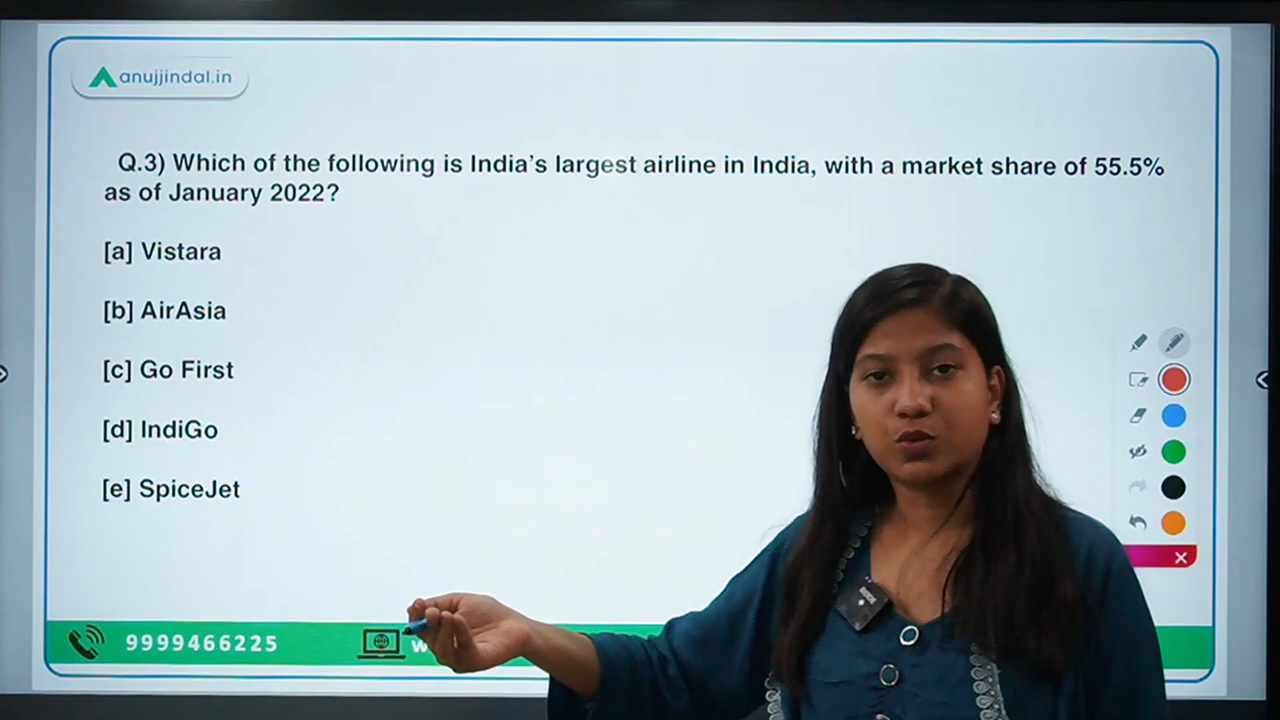 anujjindal.in
Q.3) Which of the following is India's largest airline in India, with a market share of 55.5%
as of January 2022?
[a] Vistara
[b] AirAsia
[c] Go First
[d] IndiGo
[e] SpiceJet
9999466225
w